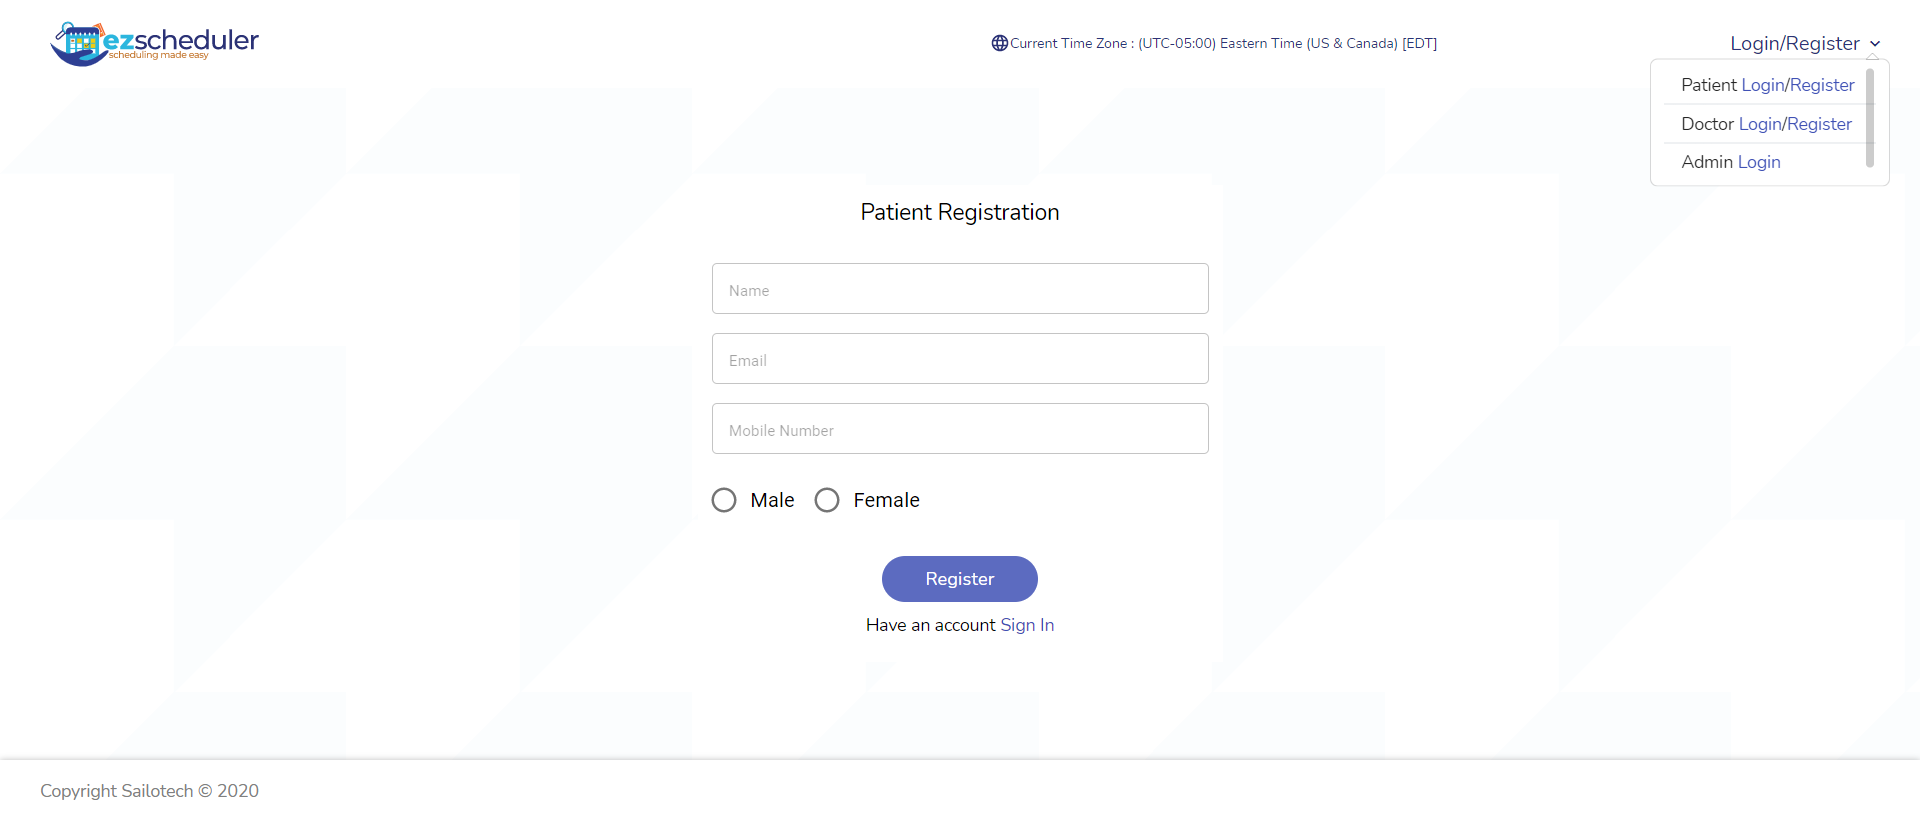 ezscheduler
scheduling made easy
Current Time Zone : (UTC-05:00) Eastern Time (US & Canada) [EDT]
Login/Register
Patient Login/Register
Doctor Login/Register
Admin Login
Patient Registration
Name
Email
Mobile Number
Male Female
Register
Have an account Sign In
Copyright Sailotech © 2020